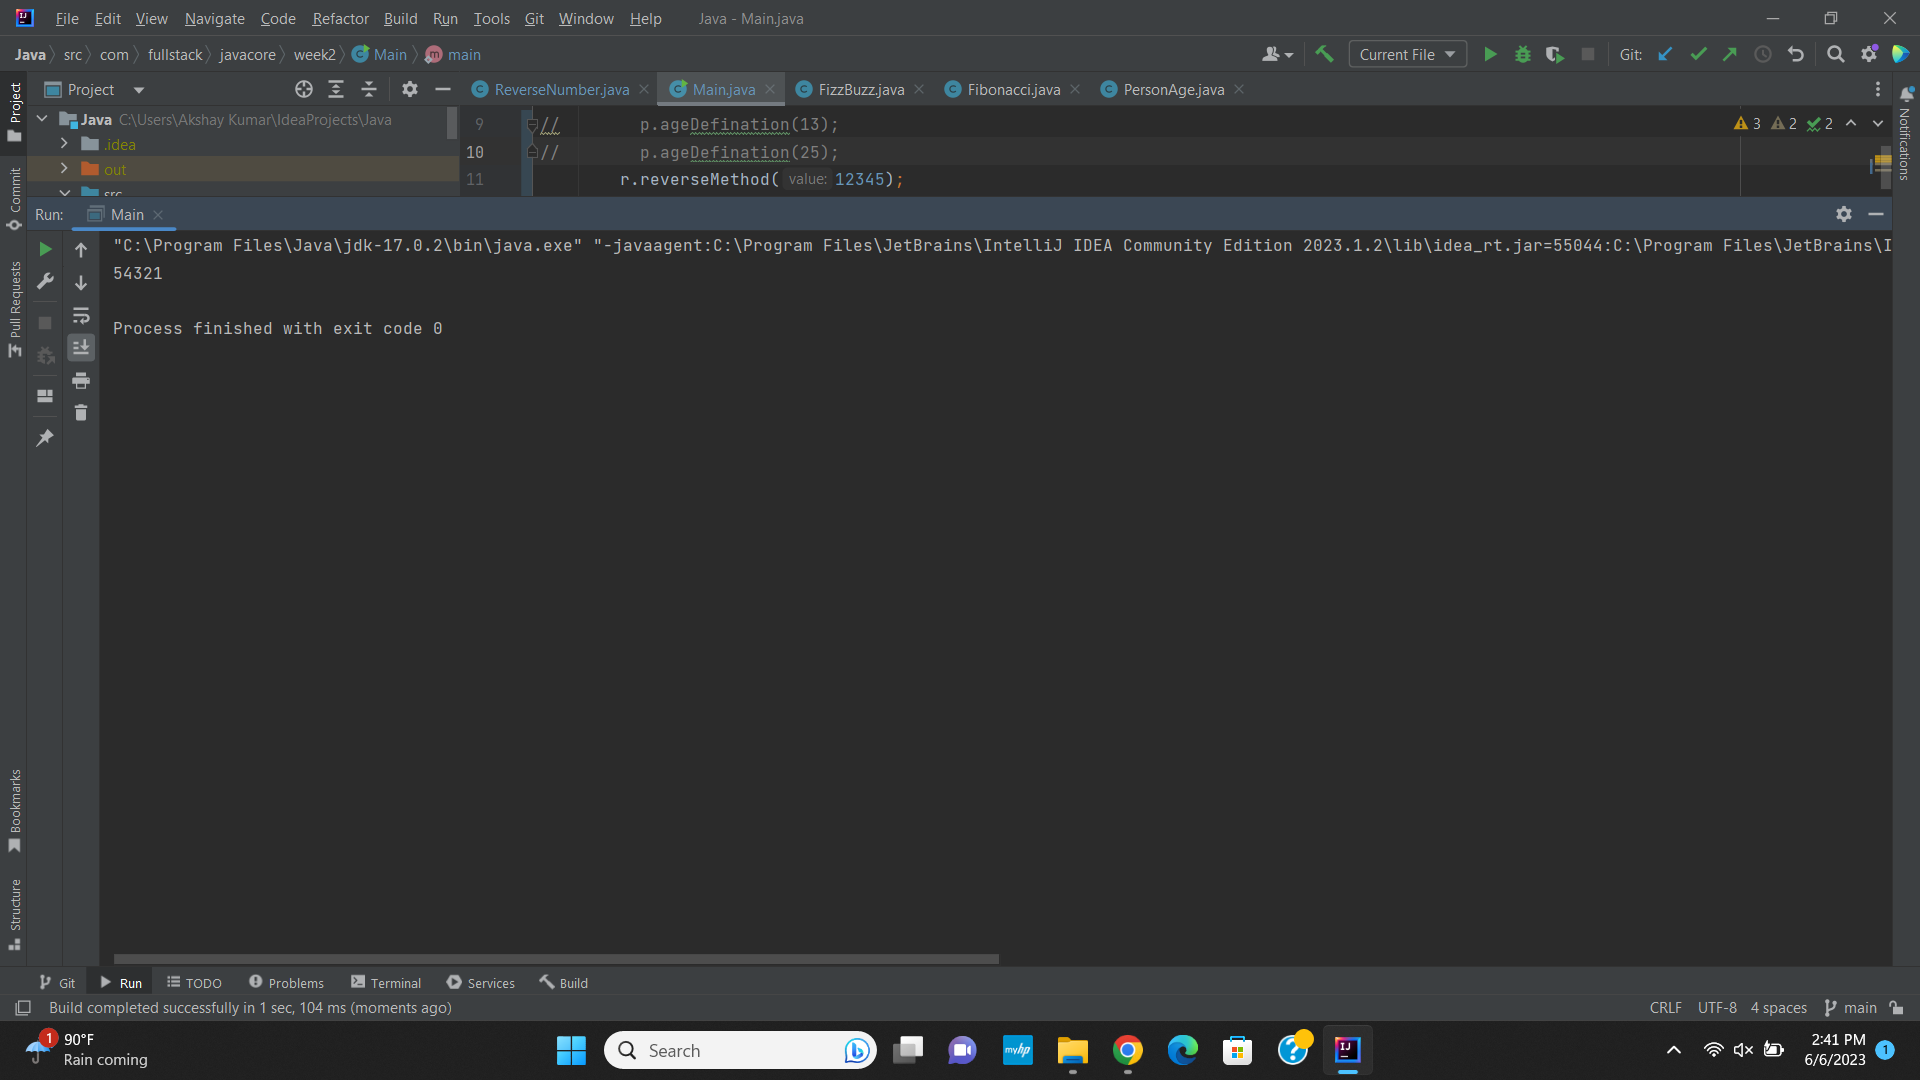 File Edit View Navigate Code Refactor Build Run Tools Git Window Help Java - Main.java
Java src com fullstack javacore week2 Main main Current File Git:
Project ReverseNumber.java Main.java FizzBuzz.java Fibonacci.java PersonAge.java
Java C:\Users\Akshay Kumar\IdeaProjects\Java
.idea
out
src
9 // p.ageDefination(13);
10 // p.ageDefination(25);
11 r.reverseMethod( value: 12345);
3 2 2
Run: Main
"C:\Program Files\Java\jdk-17.0.2\bin\java.exe" "-javaagent:C:\Program Files\JetBrains\IntelliJ IDEA Community Edition 2023.1.2\lib\idea_rt.jar=55044:C:\Program Files\JetBrains\I
54321
Process finished with exit code 0
Project
Commit
Pull Requests
Bookmarks
Structure
Notifications
Git Run TODO Problems Terminal Services Build
Build completed successfully in 1 sec, 104 ms (moments ago) CRLF UTF-8 4 spaces main
1 90°F
Rain coming
Search
myhp
2:41 PM
6/6/2023
1